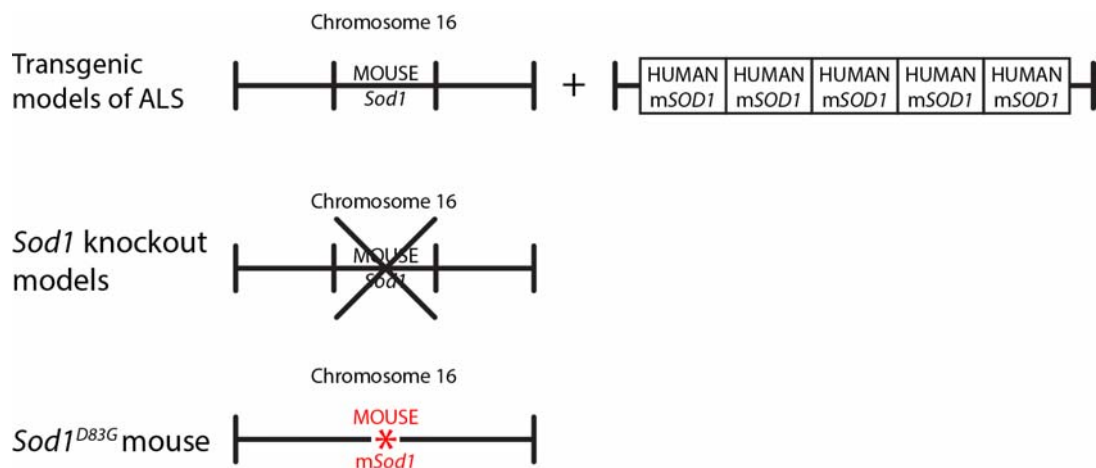 Chromosome 16
Transgenic
models of ALS
MOUSE
Sod1
+
HUMAN HUMAN HUMAN HUMAN HUMAN
mSOD1 mSOD1 mSOD1 mSOD1 mSOD1
Chromosome 16
Sod1 knockout
models
MOUSE
Sod1
Chromosome 16
Sod1D83G mouse
MOUSE
*
mSod1